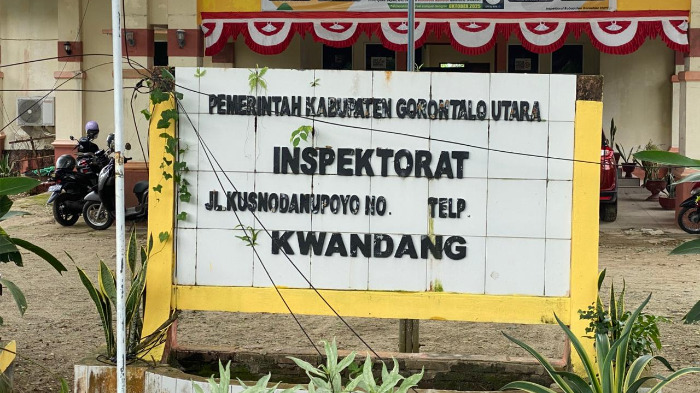 PEMERINTAH KABUPATEN GORONTALO UTARA
INSPEKTORAT
JL.KUSNODANUPOYO NO. TELP
KWANDANG